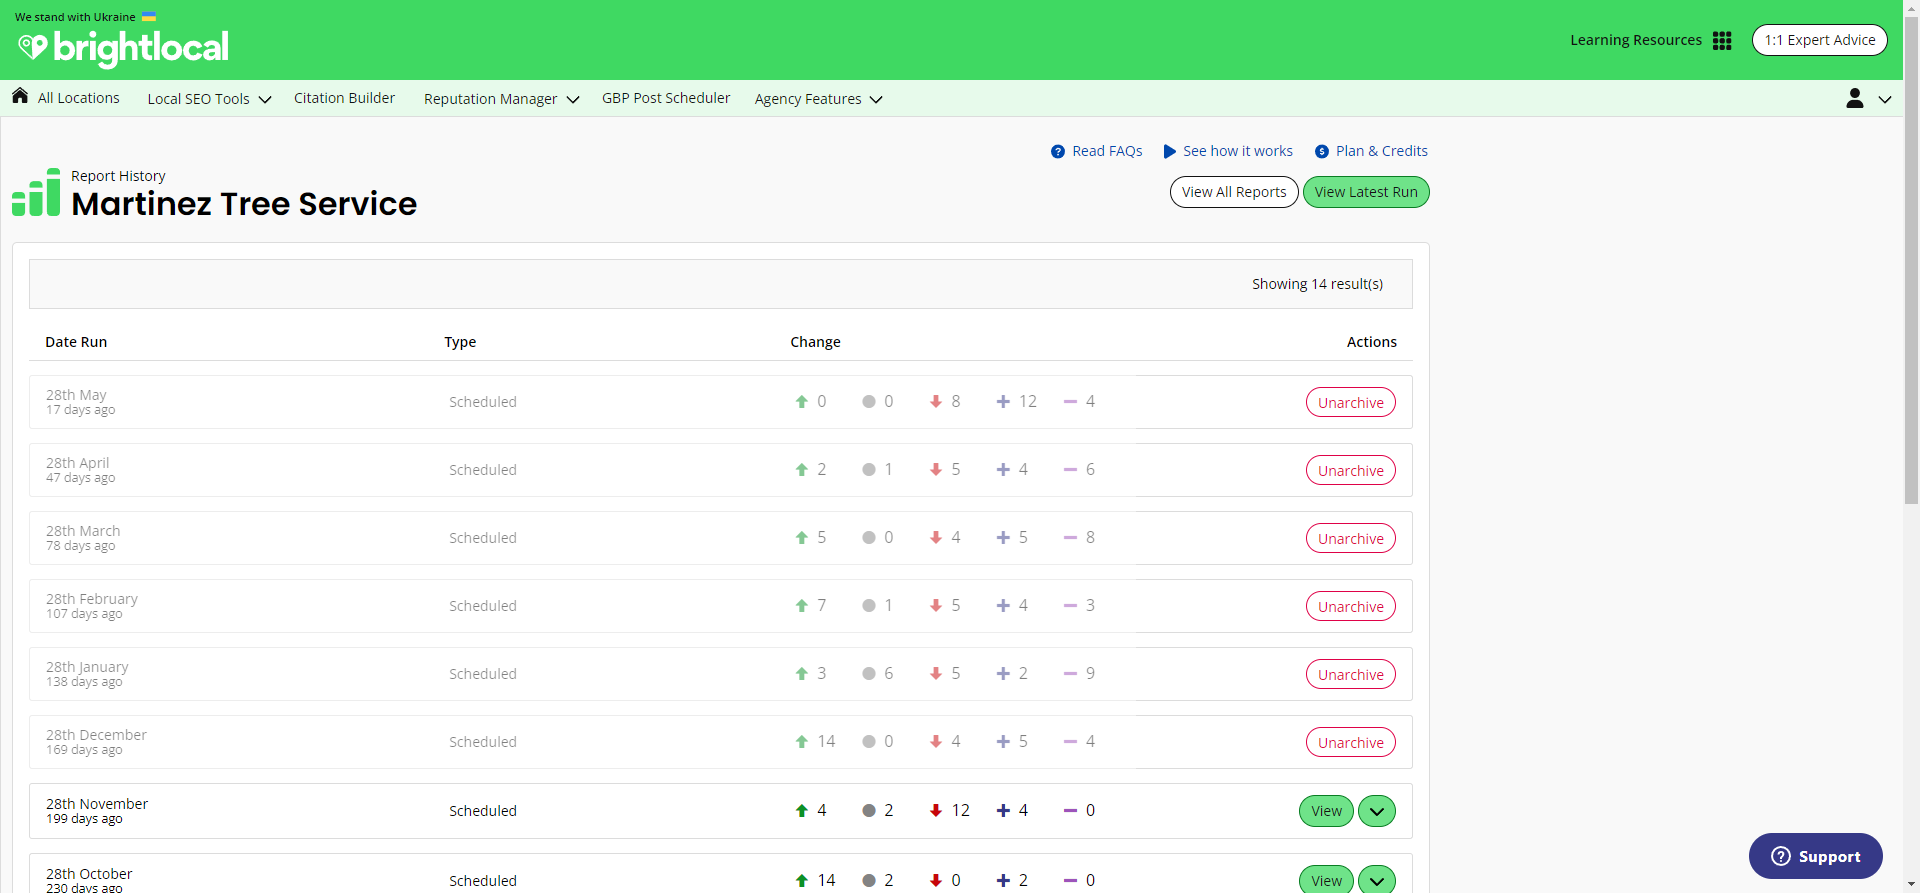 We stand with Ukraine
brightlocal
Learning Resources
1:1 Expert Advice
All Locations
Local SEO Tools
Citation Builder
Reputation Manager
GBP Post Scheduler
Agency Features
Read FAQs
See how it works
Plan & Credits
Report History
Martinez Tree Service
View All Reports
View Latest Run
Showing 14 result(s)
Date Run Type Change Actions
28th May
17 days ago
Scheduled 0 0 8 12 4 Unarchive
28th April
47 days ago
Scheduled 2 1 5 4 6 Unarchive
28th March
78 days ago
Scheduled 5 0 4 5 8 Unarchive
28th February
107 days ago
Scheduled 7 1 5 4 3 Unarchive
28th January
138 days ago
Scheduled 3 6 5 2 9 Unarchive
28th December
169 days ago
Scheduled 14 0 4 5 4 Unarchive
28th November
199 days ago
Scheduled 4 2 12 4 0 View
28th October
230 days ago
Scheduled 14 2 0 2 0 View
Support